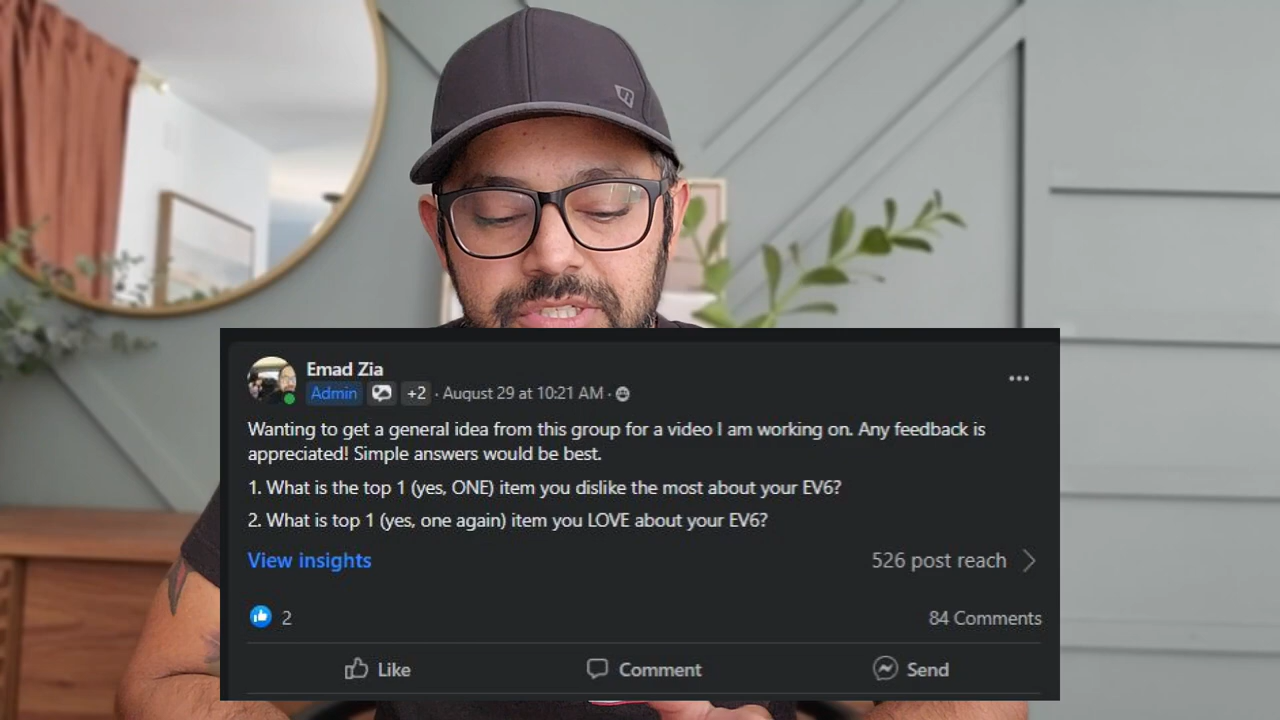 Emad Zia
Admin +2 · August 29 at 10:21 AM ·
Wanting to get a general idea from this group for a video I am working on. Any feedback is
appreciated! Simple answers would be best.
1. What is the top 1 (yes, ONE) item you dislike the most about your EV6?
2. What is top 1 (yes, one again) item you LOVE about your EV6?
View insights
526 post reach
2
84 Comments
Like
Comment
Send